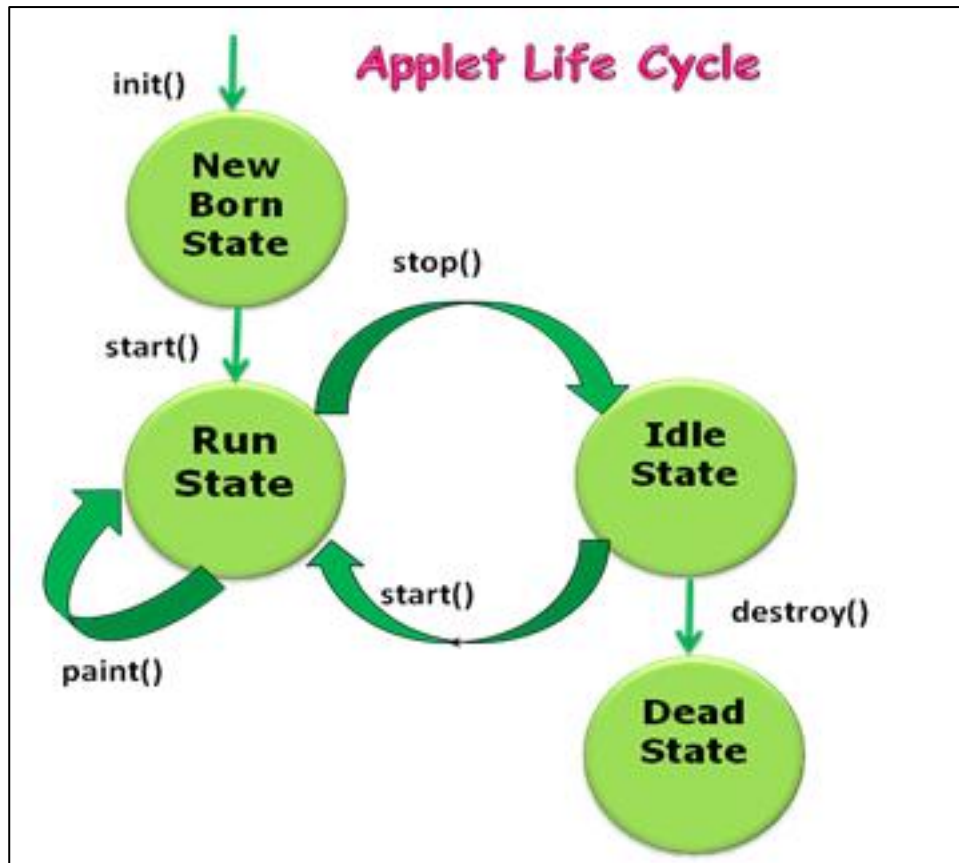 Applet Life Cycle
init()
New
Born
State
stop()
start()
Run
State
Idle
State
start()
destroy()
paint()
Dead
State